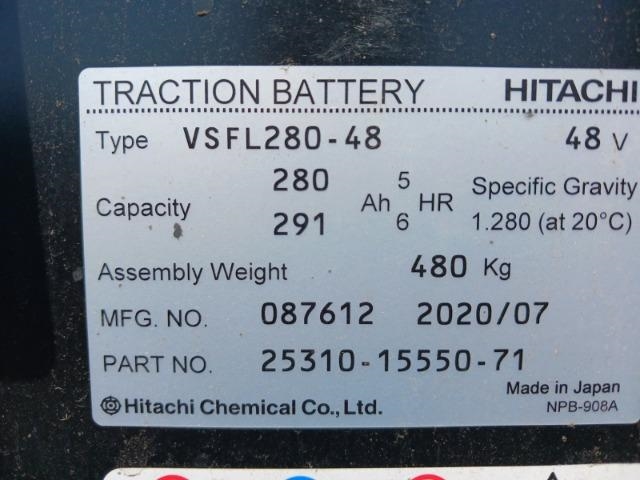 TRACTION BATTERY HITACHI
Type VSFL280-48 48 V
Capacity 280 Ah 5 HR Specific Gravity
291 6 1.280 (at 20°C)
Assembly Weight 480 Kg
MFG. NO. 087612 2020/07
PART NO. 25310-15550-71
Made in Japan
Hitachi Chemical Co., Ltd. NPB-908A